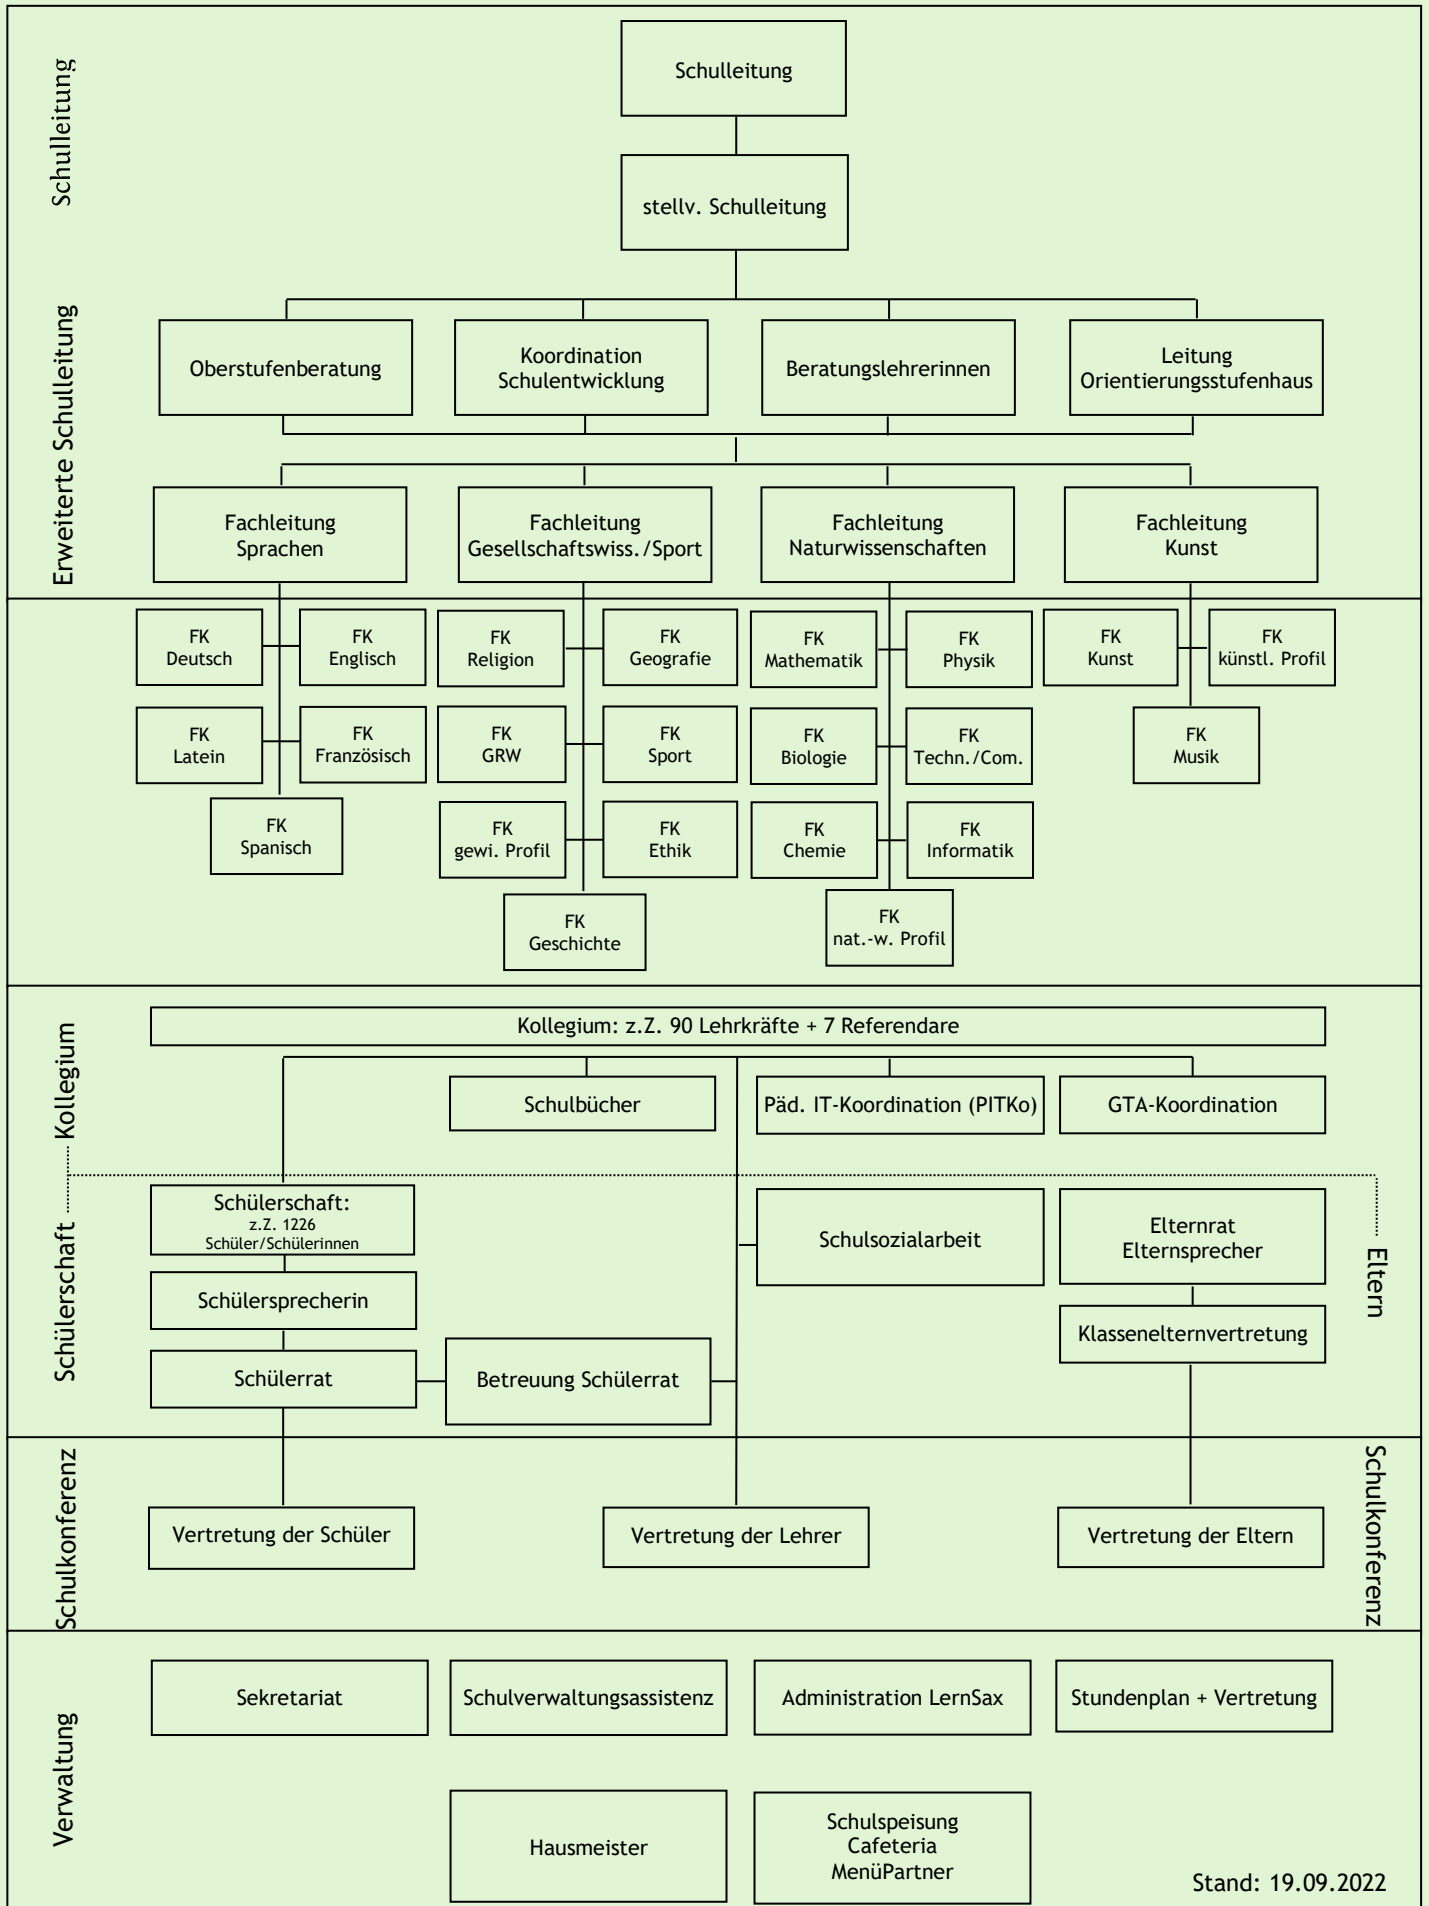 Schulleitung
Schulleitung
stellv. Schulleitung
Erweiterte Schulleitung
Oberstufenberatung
Koordination
Schulentwicklung
Beratungslehrerinnen
Leitung
Orientierungsstufenhaus
Fachleitung
Sprachen
Fachleitung
Gesellschaftswiss./Sport
Fachleitung
Naturwissenschaften
Fachleitung
Kunst
FK
Deutsch
FK
Englisch
FK
Religion
FK
Geografie
FK
Mathematik
FK
Physik
FK
Kunst
FK
künstl. Profil
FK
Latein
FK
Französisch
FK
GRW
FK
Sport
FK
Biologie
FK
Techn./Com.
FK
Musik
FK
Spanisch
FK
gewi. Profil
FK
Ethik
FK
Chemie
FK
Informatik
FK
Geschichte
FK
nat.-w. Profil
Kollegium
Kollegium: z.Z. 90 Lehrkräfte + 7 Referendare
Schulbücher
Päd. IT-Koordination (PITKo)
GTA-Koordination
Schülerschaft
Schülerschaft:
z.Z. 1226
Schüler/Schülerinnen
Schulsozialarbeit
Elternrat
Elternsprecher
Eltern
Schülersprecherin
Klassenelternvertretung
Schülerrat
Betreuung Schülerrat
Schulkonferenz
Vertretung der Schüler
Vertretung der Lehrer
Vertretung der Eltern
Schulkonferenz
Verwaltung
Sekretariat
Schulverwaltungsassistenz
Administration LernSax
Stundenplan + Vertretung
Hausmeister
Schulspeisung
Cafeteria
MenüPartner
Stand: 19.09.2022